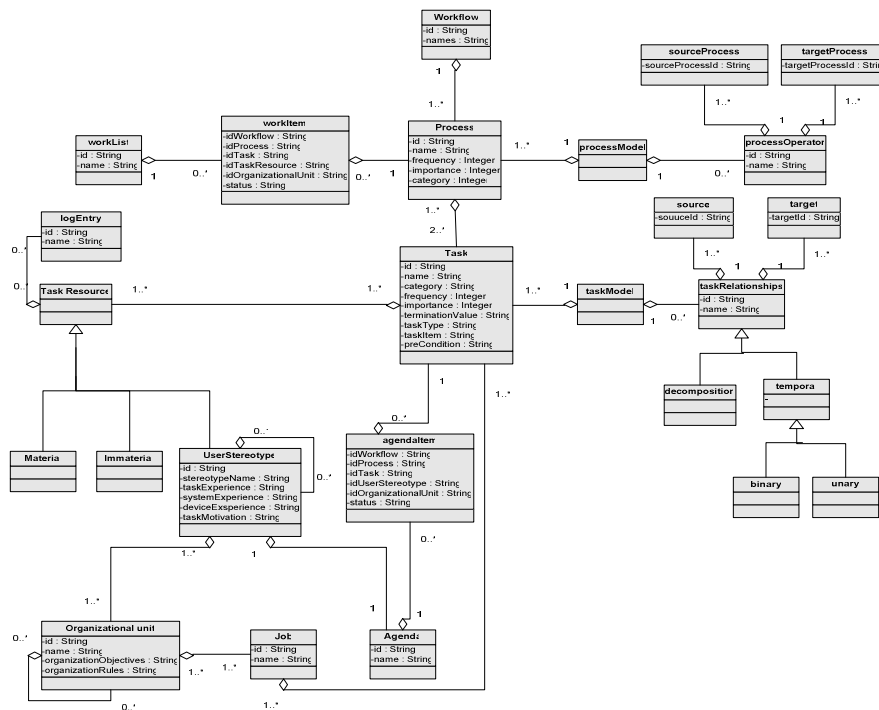 Workflow
-id : String
-names : String
1
1..*
sourceProcess
-sourceProcessId : String
targetProcess
-targetProcessId : Stri
1..*
1..*
1
1
workList
-id : String
-name : String
1
0..*
workItem
-idWorkflow : String
-idProcess : String
-idTask : String
-idTaskResource : String
-idOrganizationalUnit : String
-status : String
0..*
1
Process
-id : String
-name : String
-frequency : Integer
-importance : Integer
-category : Integer
1..*
1
processModel
1
0..*
processOperator
-id : String
-name : String
1..*
2..*
logEntry
-id : String
-name : String
0..*
0..*
source
-souuceId : String
target
-targetId : String
1..*
1..*
1
1
Task Resource
1..*
1..*
Task
-id : String
-name : String
-category : String
-frequency : Integer
-importance : Integer
-terminationValue : String
-taskType : String
-taskItem : String
-preCondition : String
1..*
1
taskModel
1
0..*
taskRelationships
-id : String
-name : String
1
1..*
decomposition
tempora
-
binary
unary
Materia
Immateria
0..*
0..*
UserStereotype
-id : String
-stereotypeName : String
-taskExperience : String
-systemExperience : String
-deviceExsperience : String
-taskMotivation : String
0..*
agendaItem
-idWorkflow : String
-idProcess : String
-idTask : String
-idUserStereotype : String
-idOrganizationalUnit : String
-status : String
0..*
1..*
1
1..*
1
1
0..*
Organizational unit
-id : String
-name : String
-organizationObjectives : String
-organizationRules : String
0..*
1..*
1..*
Job
-id : String
-name : String
1..*
Agenda
-id : String
-name : String